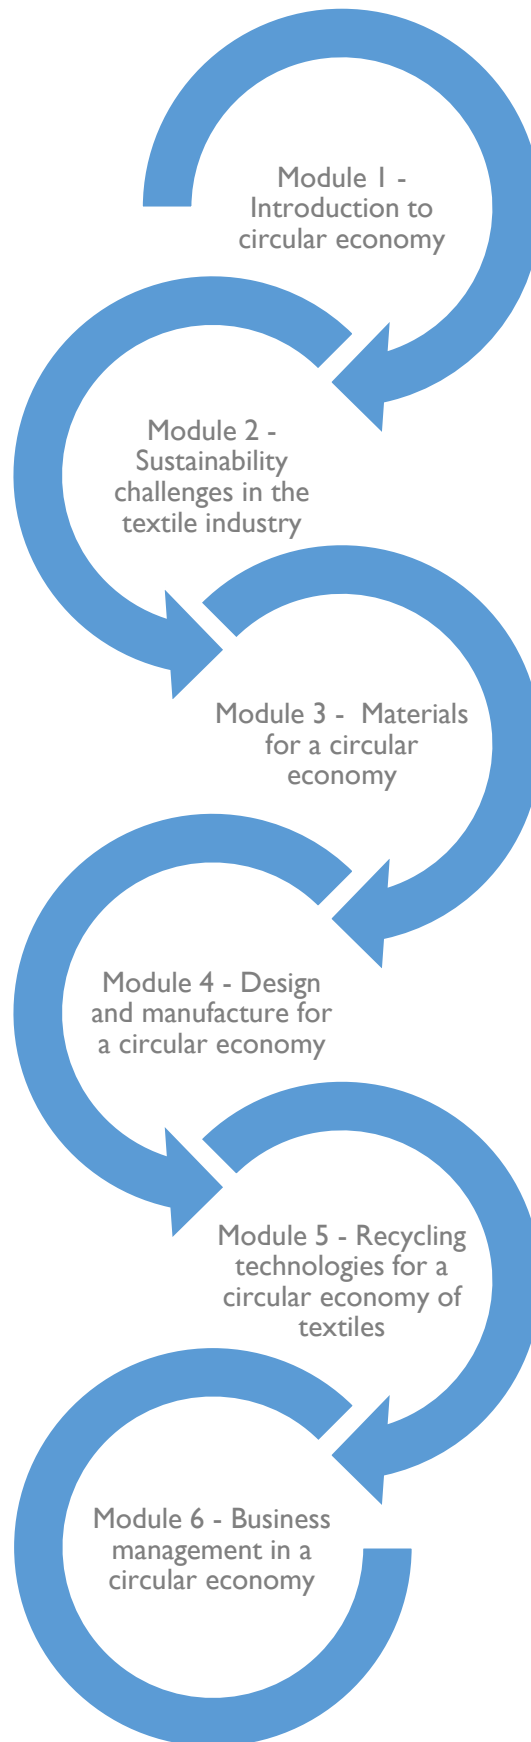 Module 1 -
Introduction to
circular economy
Module 2 -
Sustainability
challenges in the
textile industry
Module 3 -  Materials
for a circular
economy
Module 4 - Design
and manufacture for
a circular economy
Module 5 - Recycling
technologies for a
circular economy of
textiles
Module 6 - Business
management in a
circular economy